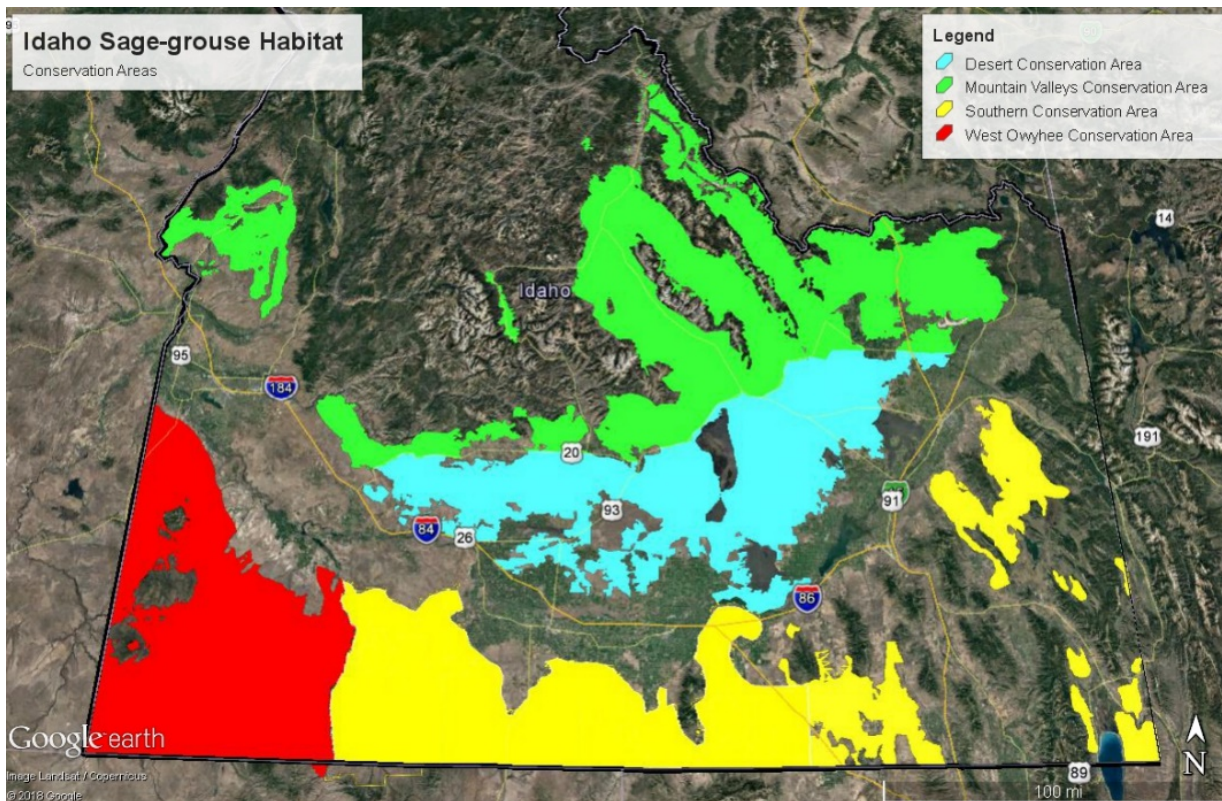 Idaho Sage-grouse Habitat
Conservation Areas
Legend
Desert Conservation Area
Mountain Valleys Conservation Area
Southern Conservation Area
West Owyhee Conservation Area
14
Idaho
95
184
191
20
93
91
84
26
86
Google earth
N
Image Landsat / Copernicus
89
100 mi
© 2018 Google